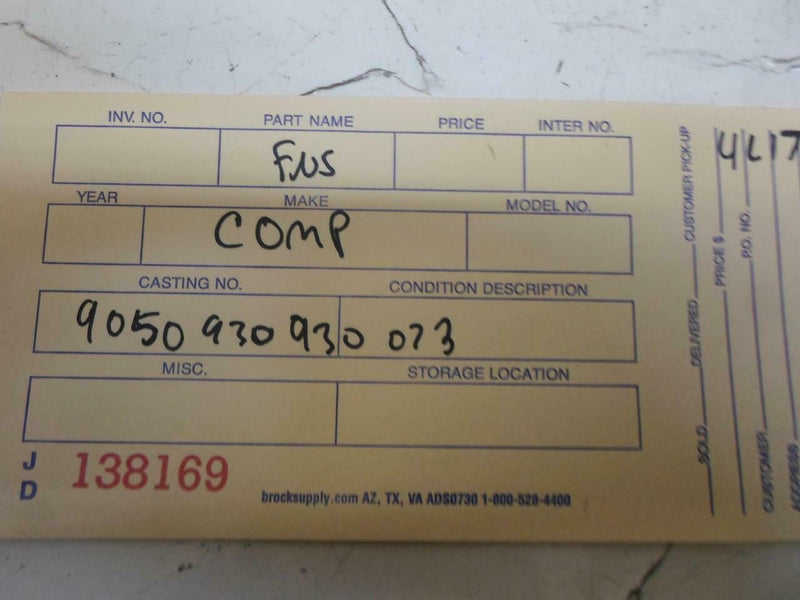 INV. NO. PART NAME PRICE INTER NO.
FNS
YEAR MAKE MODEL NO.
COMP
CASTING NO. CONDITION DESCRIPTION
9050 930 930 073
MISC. STORAGE LOCATION
J D 138169
brocksupply.com AZ, TX, VA ADS0730 1-800-528-4400
SOLD DELIVERED CUSTOMER PICK-UP
PRICE $
P.O. NO.
CUSTOMER
ADDRESS